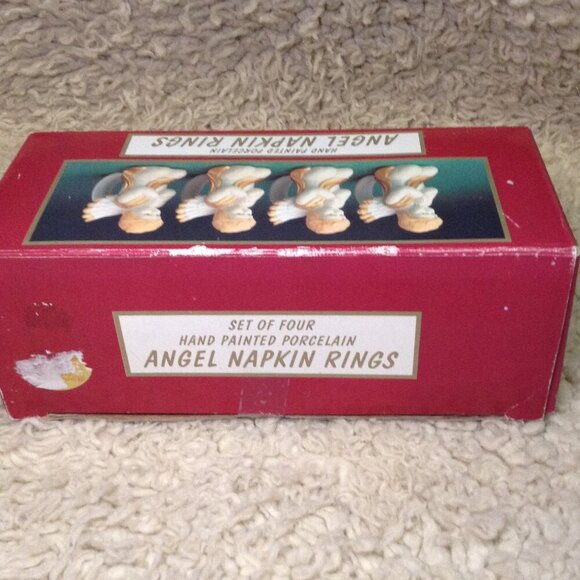 ANGEL NAPKIN RINGS
HAND PAINTED PORCELAIN
SET OF FOUR
HAND PAINTED PORCELAIN
ANGEL NAPKIN RINGS